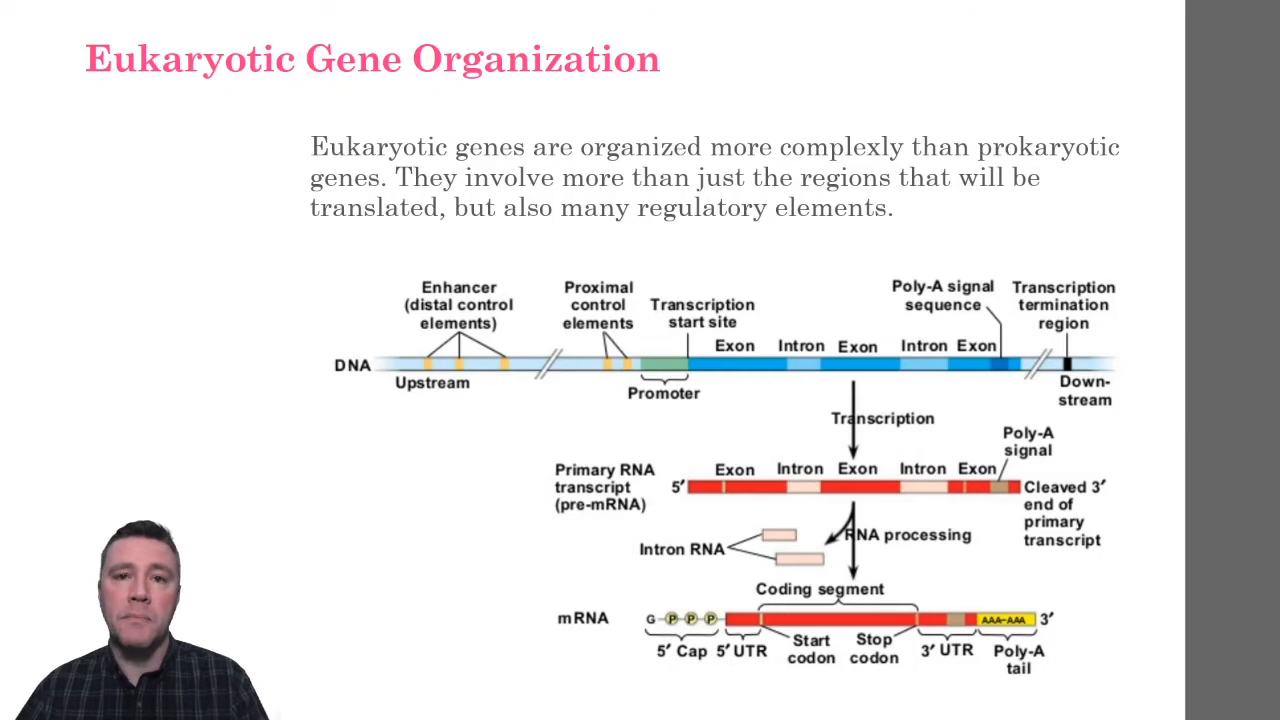 Eukaryotic Gene Organization
Eukaryotic genes are organized more complexly than prokaryotic
genes. They involve more than just the regions that will be
translated, but also many regulatory elements.
Enhancer
(distal control
elements)
Proximal
control
elements
Transcription
start site
Poly-A signal
sequence
Transcription
termination
region
Exon Intron Exon Intron Exon
DNA
Upstream
Promoter
Down-
stream
Transcription
Poly-A
signal
Exon Intron Exon Intron Exon
Primary RNA
transcript
(pre-mRNA)
5′
Cleaved 3′
end of
primary
transcript
RNA processing
Intron RNA
Coding segment
mRNA
G P P P
AAA–AAA
3′
5′ Cap
5′ UTR
Start
codon
Stop
codon
3′ UTR
Poly-A
tail